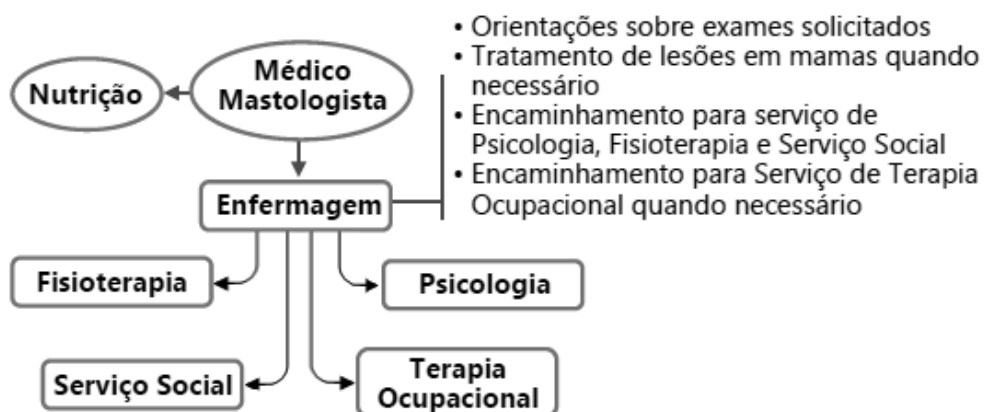 Nutrição
Médico
Mastologista
• Orientações sobre exames solicitados
• Tratamento de lesões em mamas quando
necessário
• Encaminhamento para serviço de
Psicologia, Fisioterapia e Serviço Social
• Encaminhamento para Serviço de Terapia
Ocupacional quando necessário
Enfermagem
Fisioterapia
Psicologia
Serviço Social
Terapia
Ocupacional